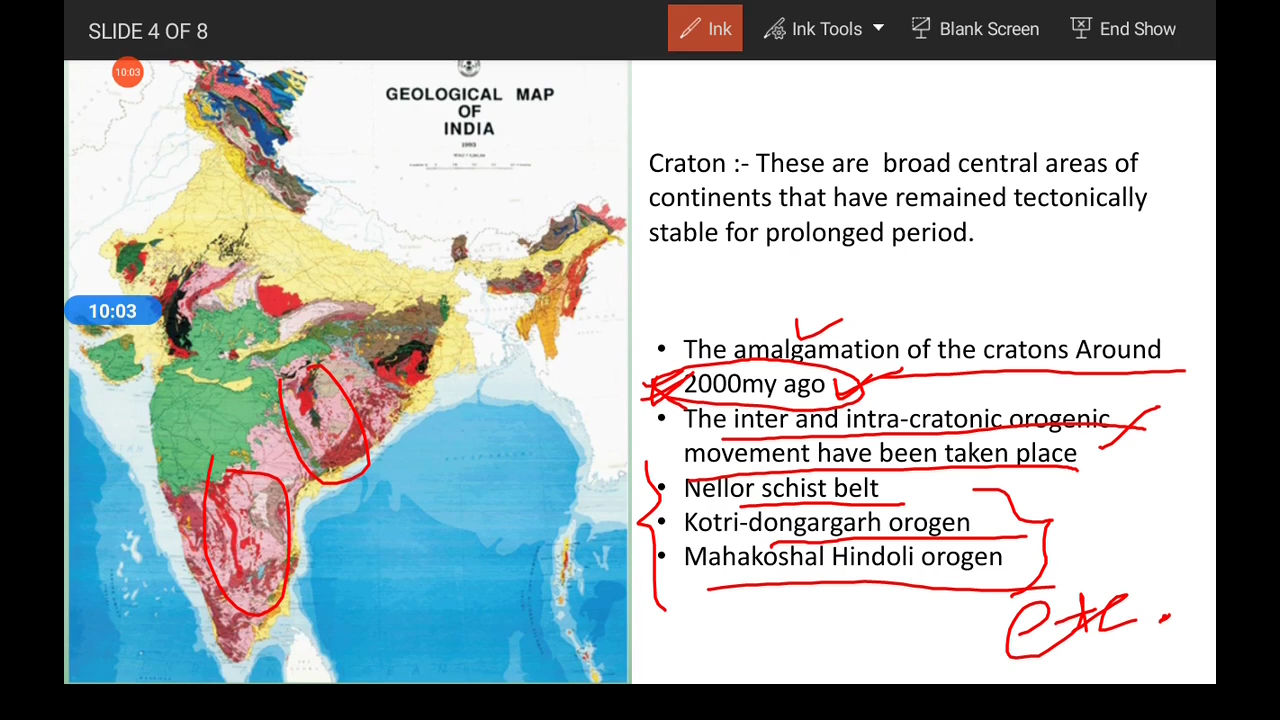 SLIDE 4 OF 8
Ink
Ink Tools
Blank Screen
End Show
10:03
GEOLOGICAL MAP
OF
INDIA
1993
10:03
Craton :- These are broad central areas of
continents that have remained tectonically
stable for prolonged period.
• The amalgamation of the cratons Around
2000my ago
• The inter and intra-cratonic orogenic
movement have been taken place
• Nellor schist belt
• Kotri-dongargarh orogen
• Mahakoshal Hindoli orogen
etc.